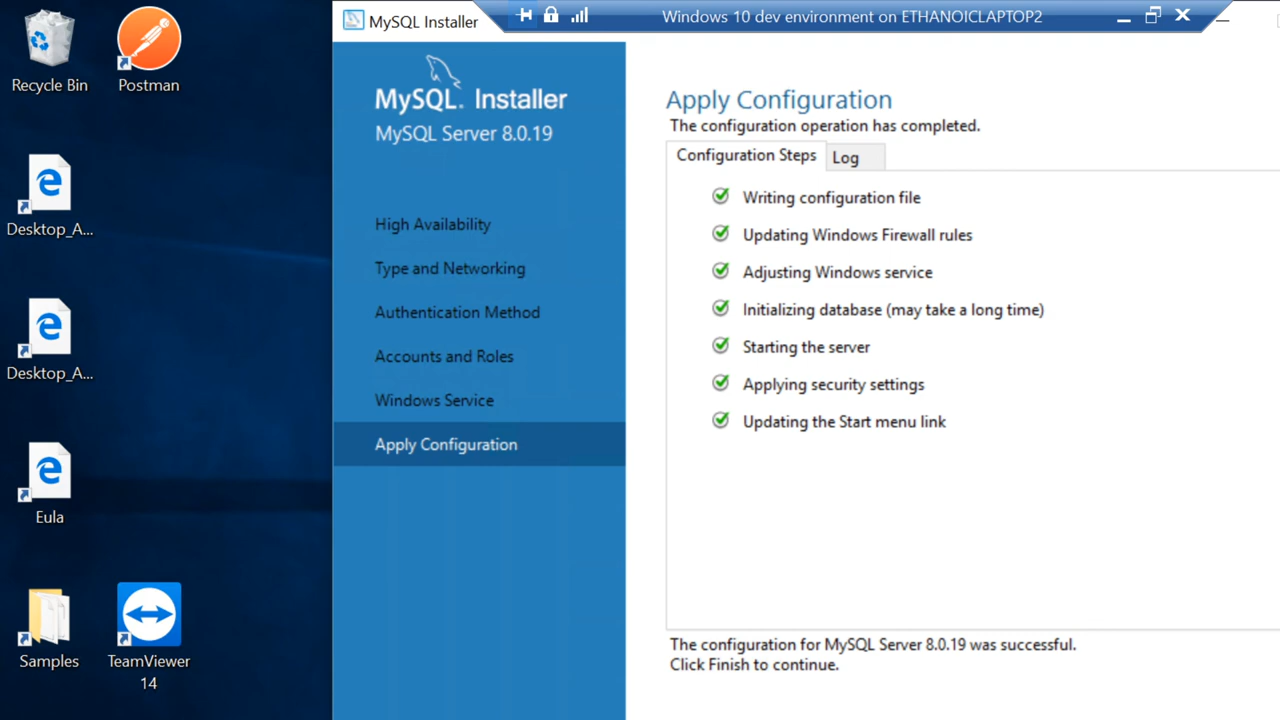 Recycle Bin
Postman
Desktop_A...
Desktop_A...
Eula
Samples
TeamViewer
14
MySQL Installer
Windows 10 dev environment on ETHANOICLAPTOP2
MySQL. Installer
MySQL Server 8.0.19
High Availability
Type and Networking
Authentication Method
Accounts and Roles
Windows Service
Apply Configuration
Apply Configuration
The configuration operation has completed.
Configuration Steps
Log
Writing configuration file
Updating Windows Firewall rules
Adjusting Windows service
Initializing database (may take a long time)
Starting the server
Applying security settings
Updating the Start menu link
The configuration for MySQL Server 8.0.19 was successful.
Click Finish to continue.